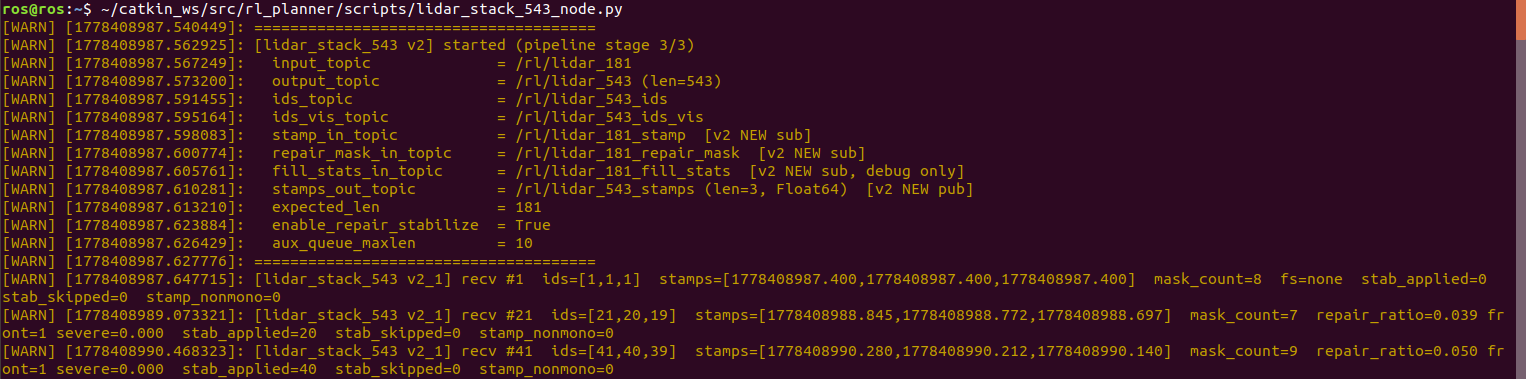 ros@ros:~$ ~/catkin_ws/src/rl_planner/scripts/lidar_stack_543_node.py
[WARN] [1778408987.540449]: ======================================
[WARN] [1778408987.562925]: [lidar_stack_543 v2] started (pipeline stage 3/3)
[WARN] [1778408987.567249]:   input_topic              = /rl/lidar_181
[WARN] [1778408987.573200]:   output_topic             = /rl/lidar_543 (len=543)
[WARN] [1778408987.591455]:   ids_topic                = /rl/lidar_543_ids
[WARN] [1778408987.595164]:   ids_vis_topic            = /rl/lidar_543_ids_vis
[WARN] [1778408987.598083]:   stamp_in_topic           = /rl/lidar_181_stamp  [v2 NEW sub]
[WARN] [1778408987.600774]:   repair_mask_in_topic     = /rl/lidar_181_repair_mask  [v2 NEW sub]
[WARN] [1778408987.605761]:   fill_stats_in_topic      = /rl/lidar_181_fill_stats  [v2 NEW sub, debug only]
[WARN] [1778408987.610281]:   stamps_out_topic         = /rl/lidar_543_stamps (len=3, Float64)  [v2 NEW pub]
[WARN] [1778408987.613210]:   expected_len             = 181
[WARN] [1778408987.623884]:   enable_repair_stabilize  = True
[WARN] [1778408987.626429]:   aux_queue_maxlen         = 10
[WARN] [1778408987.627776]: ======================================
[WARN] [1778408987.647715]: [lidar_stack_543 v2_1] recv #1  ids=[1,1,1]  stamps=[1778408987.400,1778408987.400,1778408987.400]  mask_count=8  fs=none  stab_applied=0
stab_skipped=0  stamp_nonmono=0
[WARN] [1778408989.073321]: [lidar_stack_543 v2_1] recv #21  ids=[21,20,19]  stamps=[1778408988.845,1778408988.772,1778408988.697]  mask_count=7  repair_ratio=0.039 fr
ont=1 severe=0.000  stab_applied=20  stab_skipped=0  stamp_nonmono=0
[WARN] [1778408990.468323]: [lidar_stack_543 v2_1] recv #41  ids=[41,40,39]  stamps=[1778408990.280,1778408990.212,1778408990.140]  mask_count=9  repair_ratio=0.050 fr
ont=1 severe=0.000  stab_applied=40  stab_skipped=0  stamp_nonmono=0